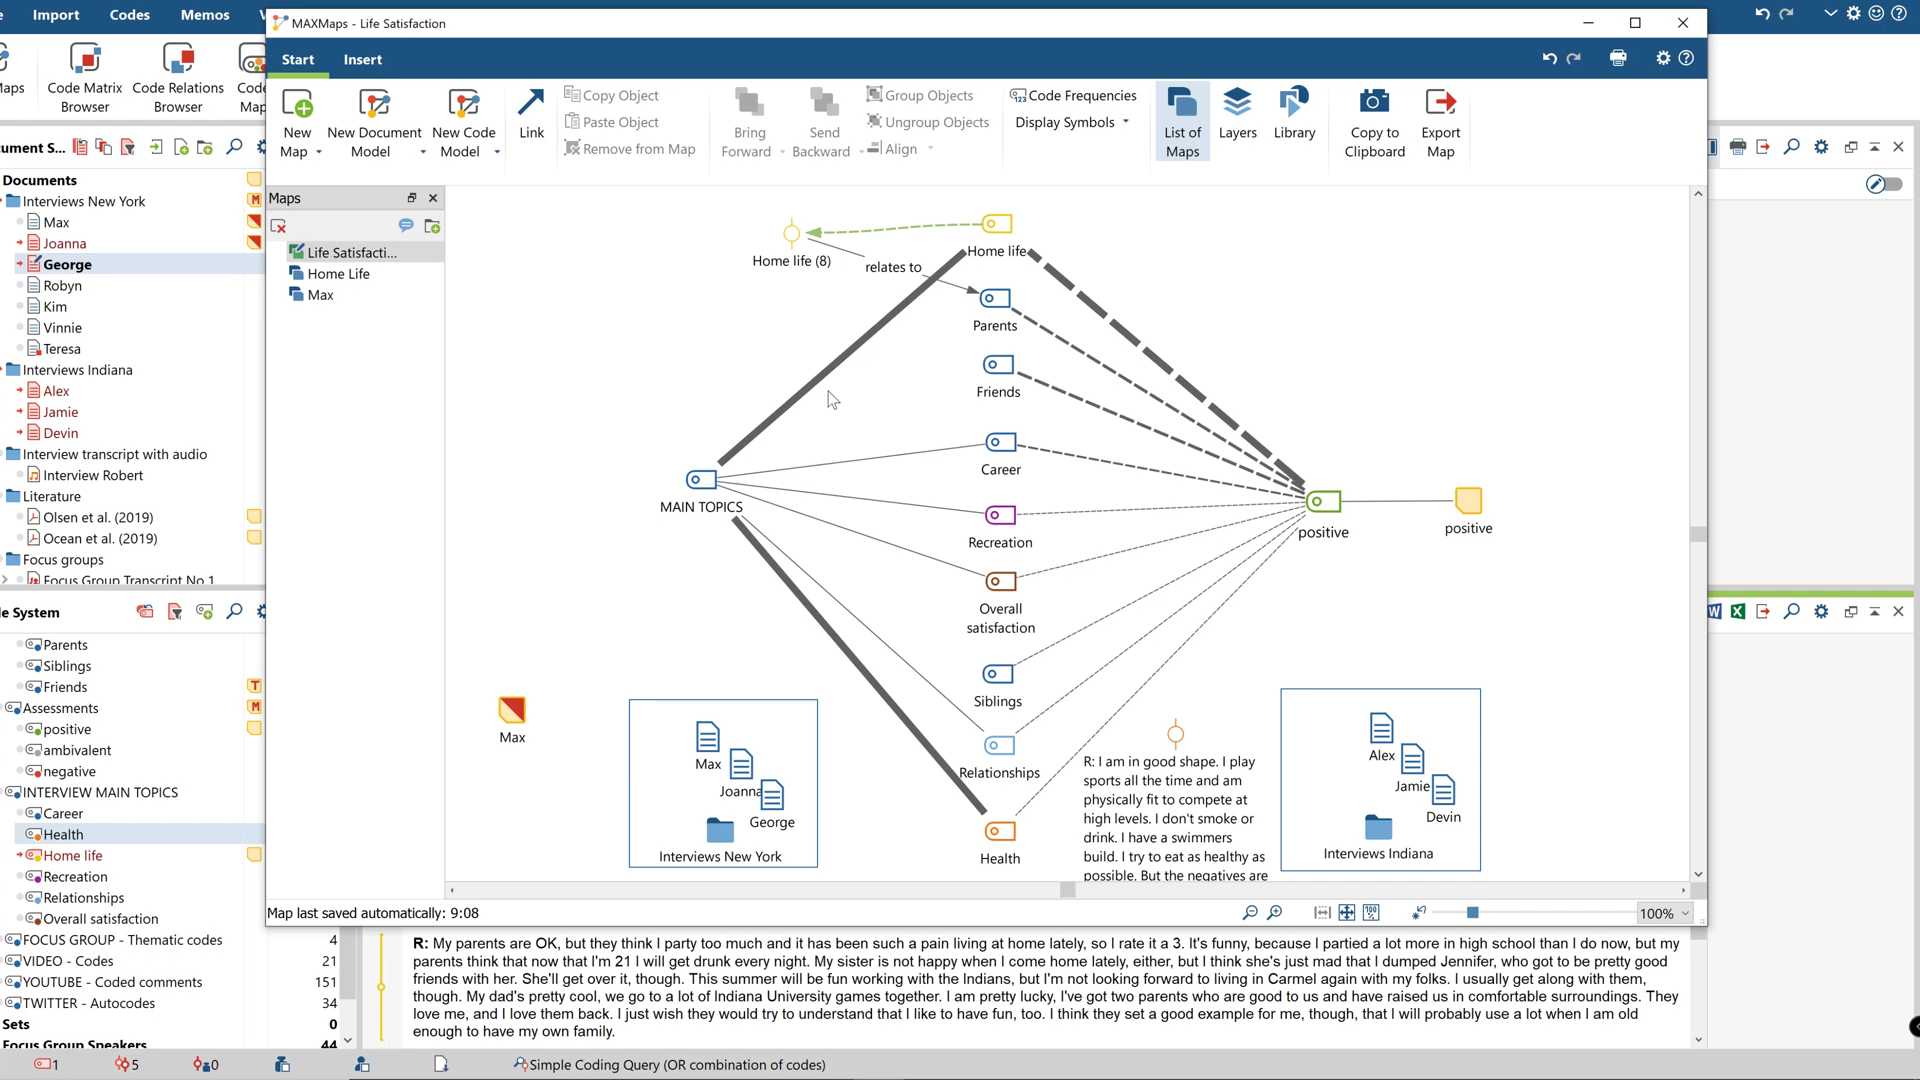 Import
Codes
Memos
MAXMaps - Life Satisfaction
Start
Insert
Code Matrix
Browser
Code Relations
Browser
New
Map
New Document
Model
New Code
Model
Link
Copy Object
Paste Object
Remove from Map
Bring
Forward
Send
Backward
Group Objects
Ungroup Objects
Align
Code Frequencies
Display Symbols
List of
Maps
Layers
Library
Copy to
Clipboard
Export
Map
ument S...
Documents
Interviews New York
Max
Joanna
George
Robyn
Kim
Vinnie
Teresa
Interviews Indiana
Alex
Jamie
Devin
Interview transcript with audio
Interview Robert
Literature
Olsen et al. (2019)
Ocean et al. (2019)
Focus groups
Focus Group Transcript No 1
Maps
Life Satisfacti...
Home Life
Max
Home life (8)
relates to
Home life
Parents
Friends
Career
MAIN TOPICS
Recreation
Overall
satisfaction
Siblings
Relationships
Health
positive
positive
Max
Max
Joanna
George
Interviews New York
R: I am in good shape. I play
sports all the time and am
physically fit to compete at
high levels. I don't smoke or
drink. I have a swimmers
build. I try to eat as healthy as
possible. But the negatives are
Alex
Jamie
Devin
Interviews Indiana
Map last saved automatically: 9:08
100%
le System
Parents
Siblings
Friends
Assessments
positive
ambivalent
negative
INTERVIEW MAIN TOPICS
Career
Health
Home life
Recreation
Relationships
Overall satisfaction
FOCUS GROUP - Thematic codes 4
VIDEO - Codes 21
YOUTUBE - Coded comments 151
TWITTER - Autocodes 34
Sets 0
Focus Group Speakers 44
R: My parents are OK, but they think I party too much and it has been such a pain living at home lately, so I rate it a 3. It's funny, because I partied a lot more in high school than I do now, but my
parents think that now that I'm 21 I will get drunk every night. My sister is not happy when I come home lately, either, but I think she's just mad that I dumped Jennifer, who got to be pretty good
friends with her. She'll get over it, though. This summer will be fun working with the Indians, but I'm not looking forward to living in Carmel again with my folks. I usually get along with them,
though. My dad's pretty cool, we go to a lot of Indiana University games together. I am pretty lucky, I've got two parents who are good to us and have raised us in comfortable surroundings. They
love me, and I love them back. I just wish they would try to understand that I like to have fun, too. I think they set a good example for me, though, that I will probably use a lot when I am old
enough to have my own family.
1
5
0
Simple Coding Query (OR combination of codes)